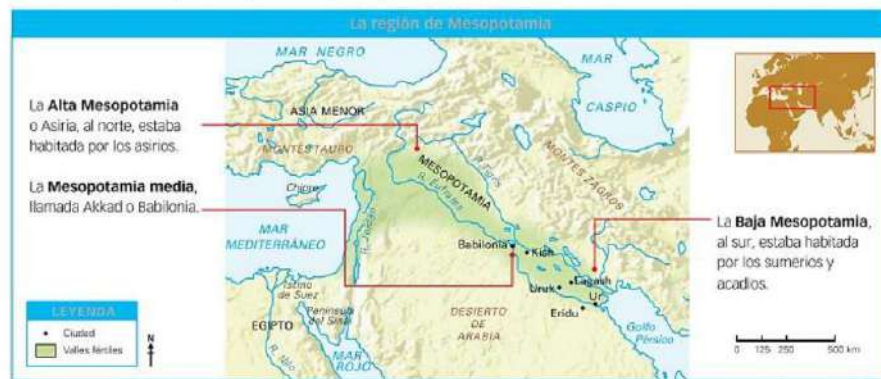 La región de Mesopotamia
La Alta Mesopotamia
o Asiria, al norte, estaba
habitada por los asirios.
La Mesopotamia media,
llamada Akkad o Babilonia.
MAR NEGRO
MAR
CASPIO
ASIA MENOR
MONTES TAURO
MESOPOTAMIA
R. Tigris
R. Eufrates
MONTES ZAGROS
Chipre
MAR
MEDITERRÁNEO
R. Jordán
Babilonia
Kish
Lagash
Uruk
Ur
Eridu
Istmo
de Suez
Península
del Sinaí
EGIPTO
R. Nilo
MAR
ROJO
DESIERTO
DE
ARABIA
Golfo
Pérsico
La Baja Mesopotamia,
al sur, estaba habitada
por los sumerios y
acadios.
LEYENDA
Ciudad
Valles fértiles
N
0 125 250 500 km